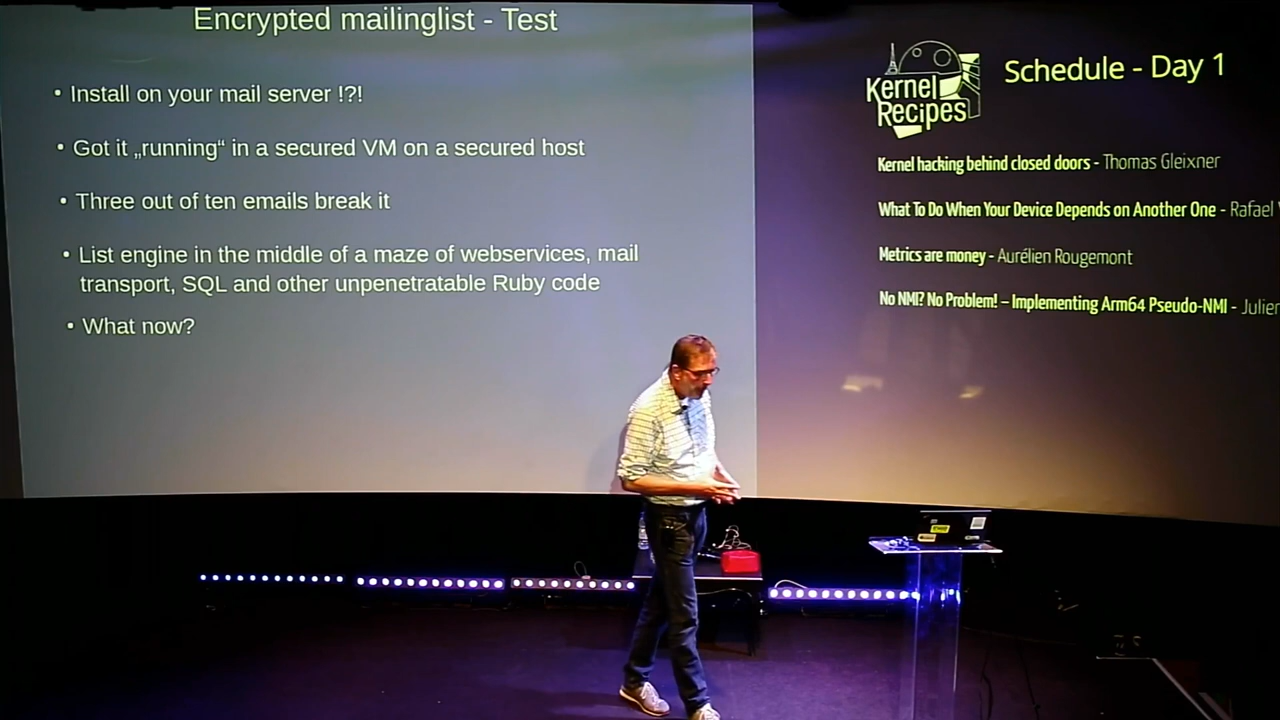 Encrypted mailinglist - Test
• Install on your mail server !?!
• Got it „running“ in a secured VM on a secured host
• Three out of ten emails break it
• List engine in the middle of a maze of webservices, mail
transport, SQL and other unpenetratable Ruby code
• What now?
Kernel
Recipes
Schedule - Day 1
Kernel hacking behind closed doors - Thomas Gleixner
What To Do When Your Device Depends on Another One - Rafael
Metrics are money - Aurélien Rougemont
No NMI? No Problem! – Implementing Arm64 Pseudo-NMI - Julien